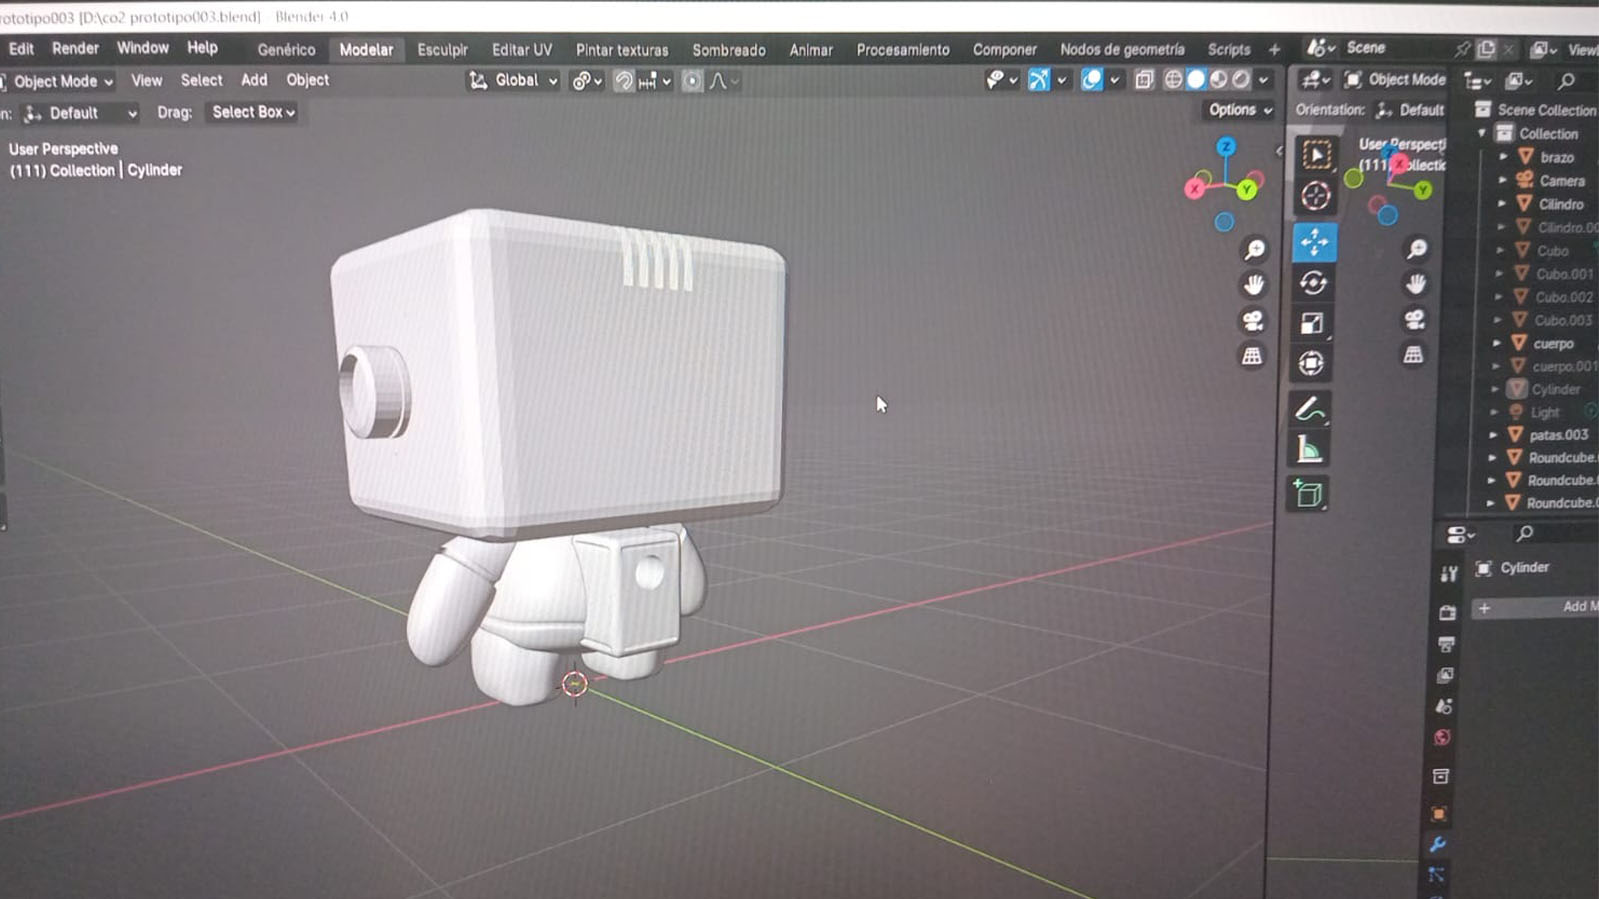 rototipo003 [D:\co2 prototipo003.blend] - Blender 4.0
Edit Render Window Help Genérico Modelar Esculpir Editar UV Pintar texturas Sombreado Animar Procesamiento Componer Nodos de geometría Scripts + Scene View
Object Mode View Select Add Object Global Object Mode
n: Default Drag: Select Box Options Orientation: Default
User Perspective
(111) Collection | Cylinder
Z
X
Y
User Perspecti
(111) ollectic
X
Y
Scene Collection
Collection
brazo
Camera
Cilindro
Cilindro.00
Cubo
Cubo.001
Cubo.002
Cubo.003
cuerpo
cuerpo.001
Cylinder
Light
patas.003
Roundcube.
Roundcube.
Roundcube.
Cylinder
+ Add M